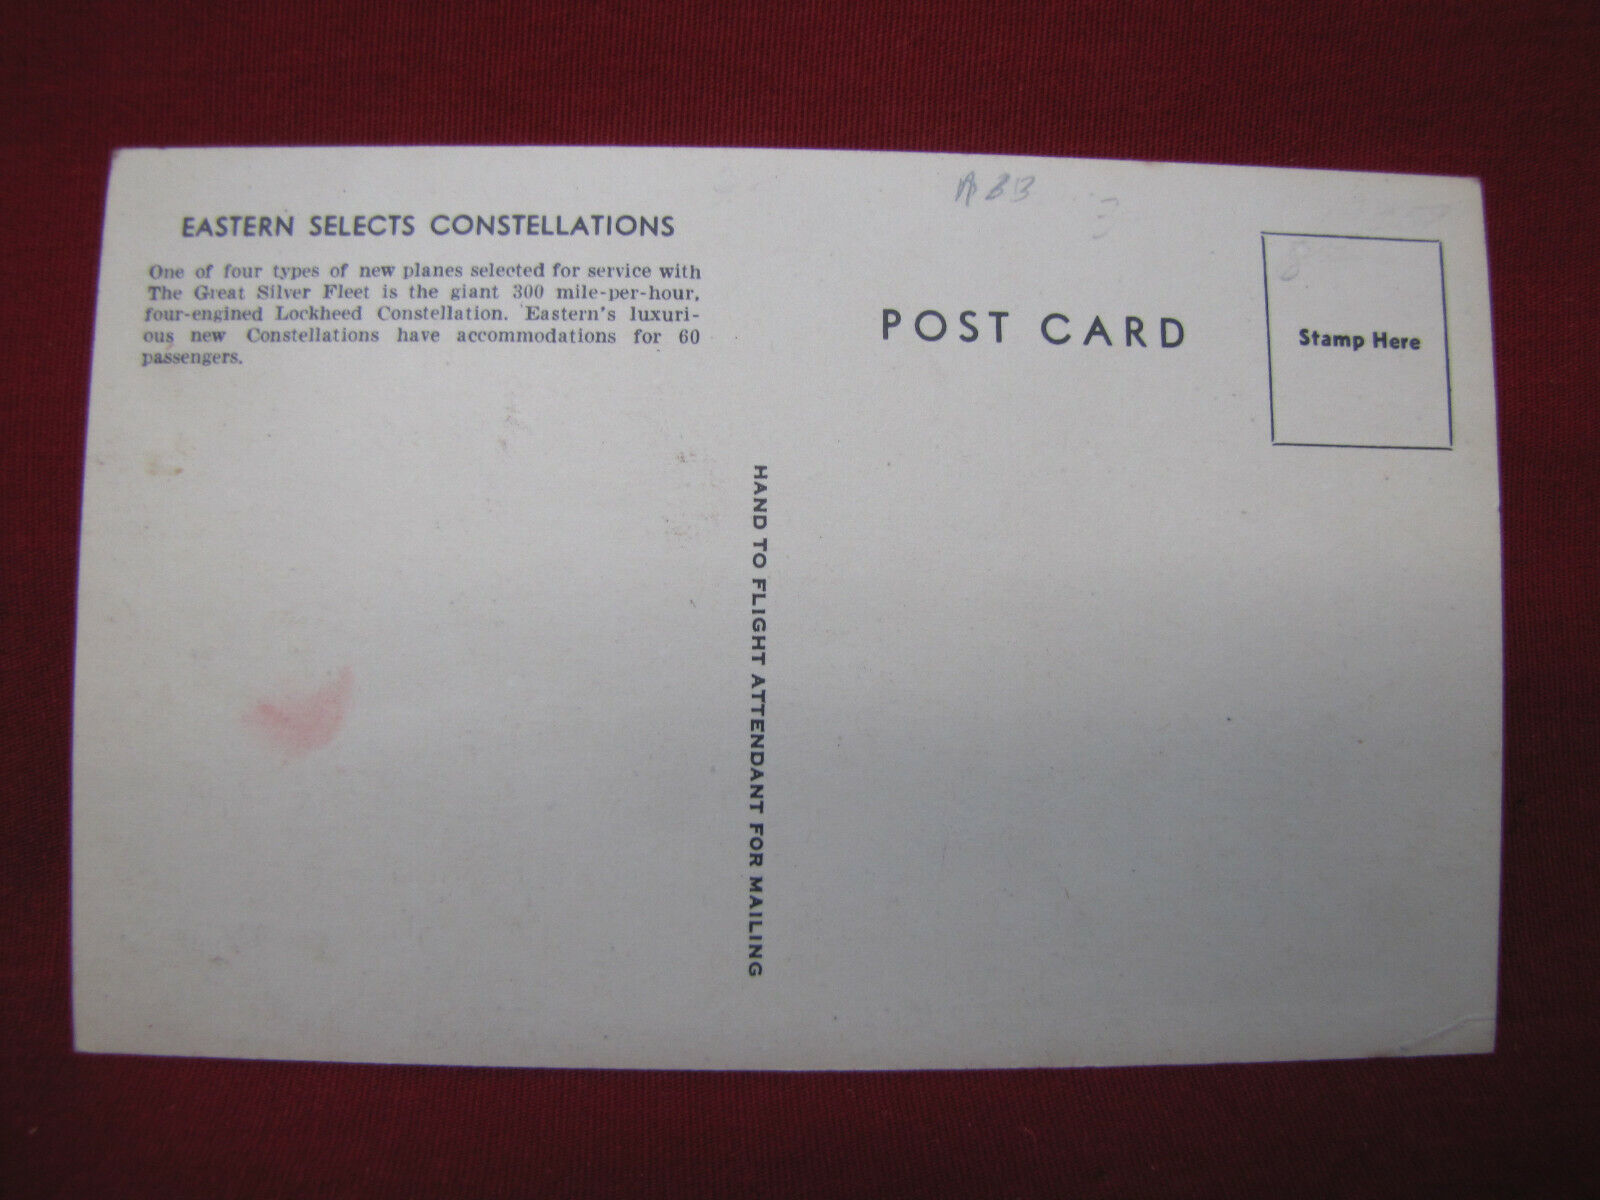 EASTERN SELECTS CONSTELLATIONS
One of four types of new planes selected for service with
The Great Silver Fleet is the giant 300 mile-per-hour,
four-engined Lockheed Constellation. Eastern's luxuri-
ous new Constellations have accommodations for 60
passengers.
HAND TO FLIGHT ATTENDANT FOR MAILING
POST CARD
Stamp Here